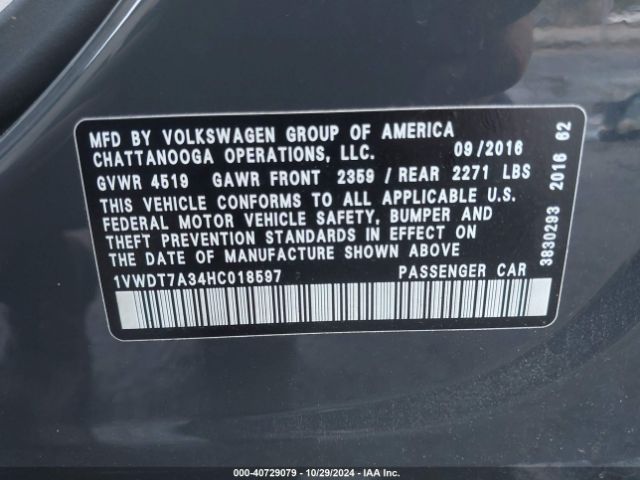 MFD BY VOLKSWAGEN GROUP OF AMERICA
CHATTANOOGA OPERATIONS, LLC. 09/2016
GVWR 4519 GAWR FRONT 2359 / REAR 2271 LBS
THIS VEHICLE CONFORMS TO ALL APPLICABLE U.S.
FEDERAL MOTOR VEHICLE SAFETY, BUMPER AND
THEFT PREVENTION STANDARDS IN EFFECT ON
THE DATE OF MANUFACTURE SHOWN ABOVE
1VWDT7A34HC018597 PASSENGER CAR
3830293 2016 62
000-40729079 - 10/29/2024 - IAA Inc.